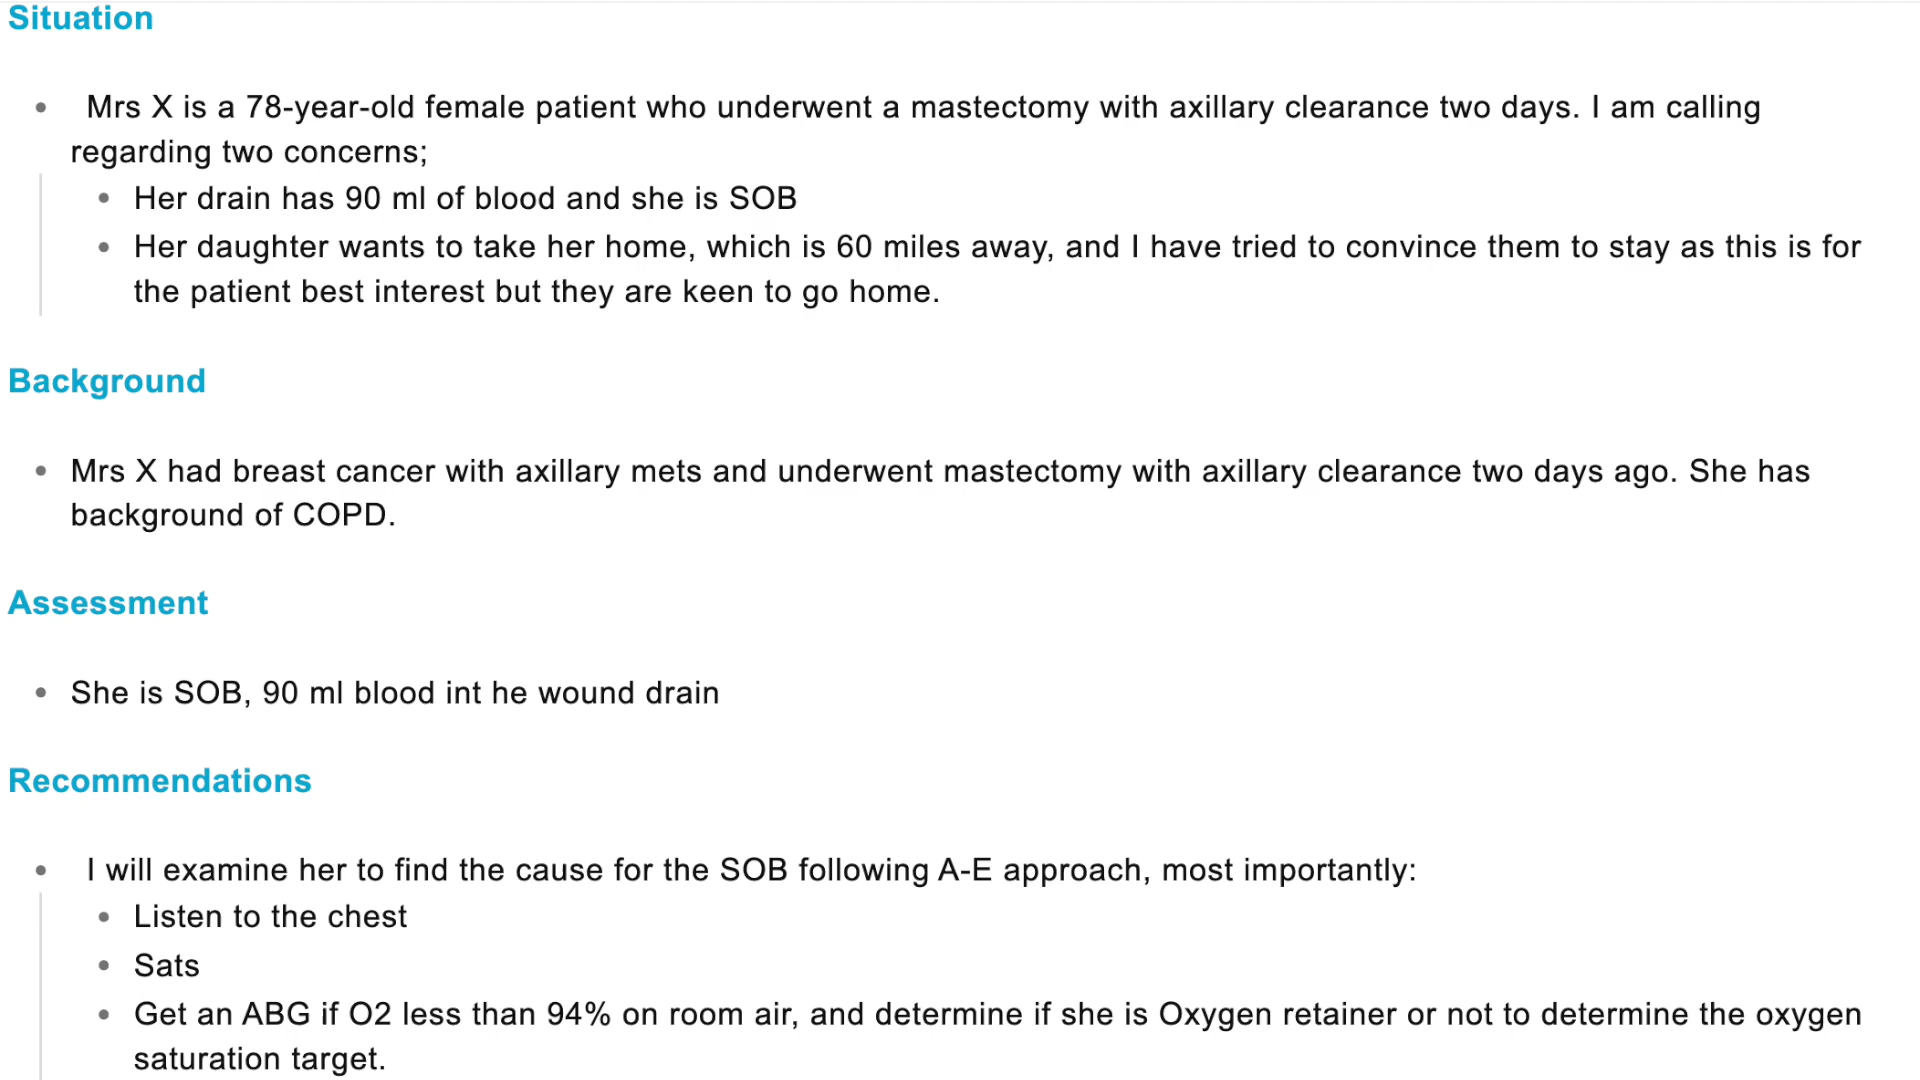 Situation
Mrs X is a 78-year-old female patient who underwent a mastectomy with axillary clearance two days. I am calling
regarding two concerns;
Her drain has 90 ml of blood and she is SOB
Her daughter wants to take her home, which is 60 miles away, and I have tried to convince them to stay as this is for
the patient best interest but they are keen to go home.
Background
Mrs X had breast cancer with axillary mets and underwent mastectomy with axillary clearance two days ago. She has
background of COPD.
Assessment
She is SOB, 90 ml blood int he wound drain
Recommendations
I will examine her to find the cause for the SOB following A-E approach, most importantly:
Listen to the chest
Sats
Get an ABG if O2 less than 94% on room air, and determine if she is Oxygen retainer or not to determine the oxygen
saturation target.